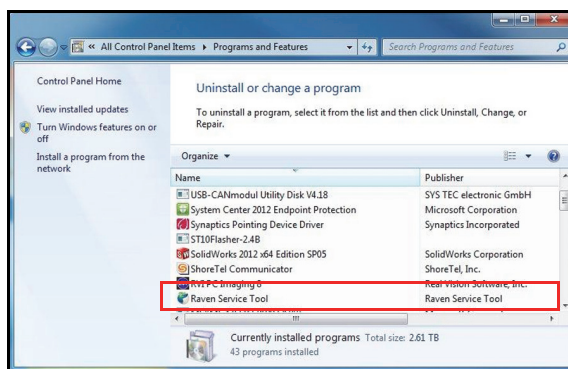 « All Control Panel Items ▸ Programs and Features
Search Programs and Features
Control Panel Home
View installed updates
Turn Windows features on or
off
Install a program from the
network
Uninstall or change a program
To uninstall a program, select it from the list and then click Uninstall, Change, or
Repair.
Organize
Name Publisher
USB-CANmodul Utility Disk V4.18 SYS TEC electronic GmbH
System Center 2012 Endpoint Protection Microsoft Corporation
Synaptics Pointing Device Driver Synaptics Incorporated
ST10Flasher-2.4B
SolidWorks 2012 x64 Edition SP05 SolidWorks Corporation
ShoreTel Communicator ShoreTel, Inc.
RVI PC Imaging 8 Real Vision Software, Inc.
Raven Service Tool Raven Service Tool
Currently installed programs Total size: 2.61 TB
43 programs installed